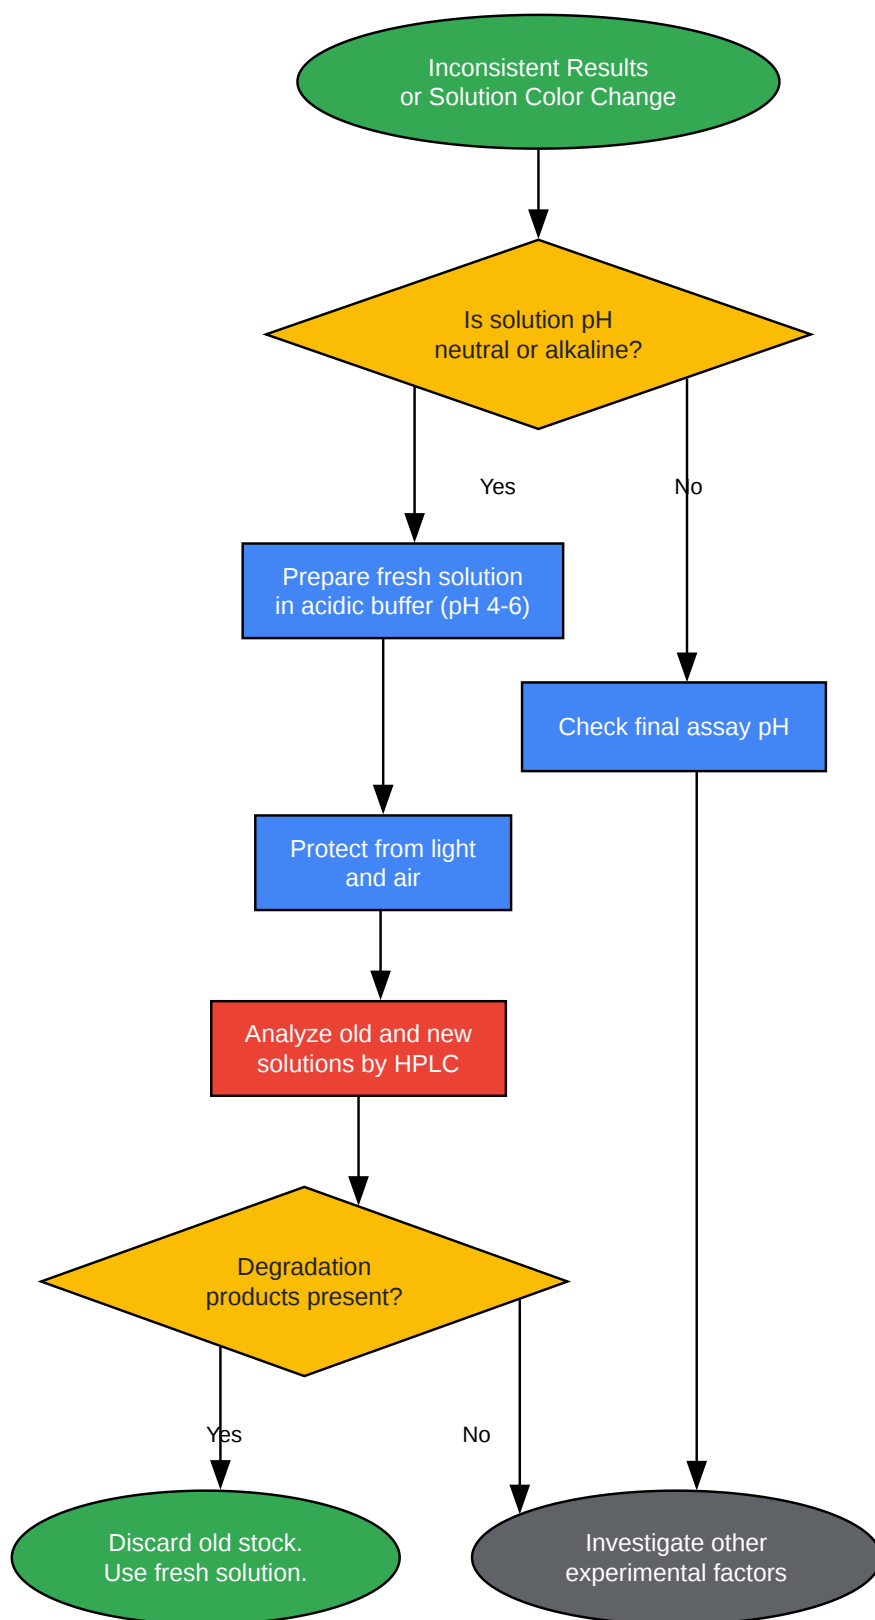 Inconsistent Results
or Solution Color Change
Is solution pH
neutral or alkaline?
Yes
No
Prepare fresh solution
in acidic buffer (pH 4-6)
Check final assay pH
Protect from light
and air
Analyze old and new
solutions by HPLC
Degradation
products present?
Yes
No
Discard old stock.
Use fresh solution.
Investigate other
experimental factors